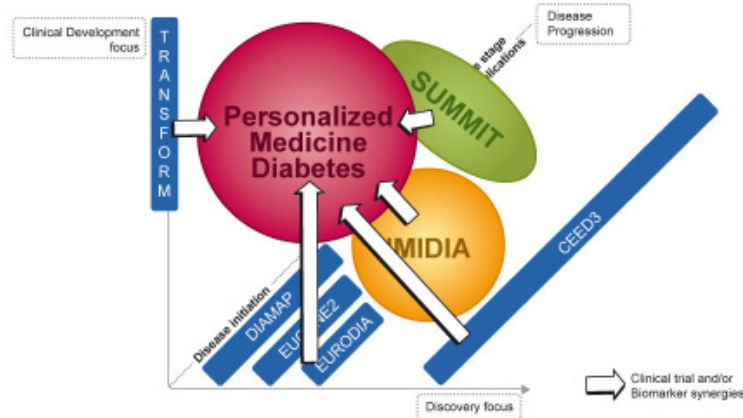 Clinical Development
focus
TRANSFORM
Disease
Progression
stage
SUMMIT
Personalized
Medicine
Diabetes
IMIDIA
CEED3
Disease initiation
DIAMAP
EURODIA
Discovery focus
Clinical trial and/or
Biomarker synergies